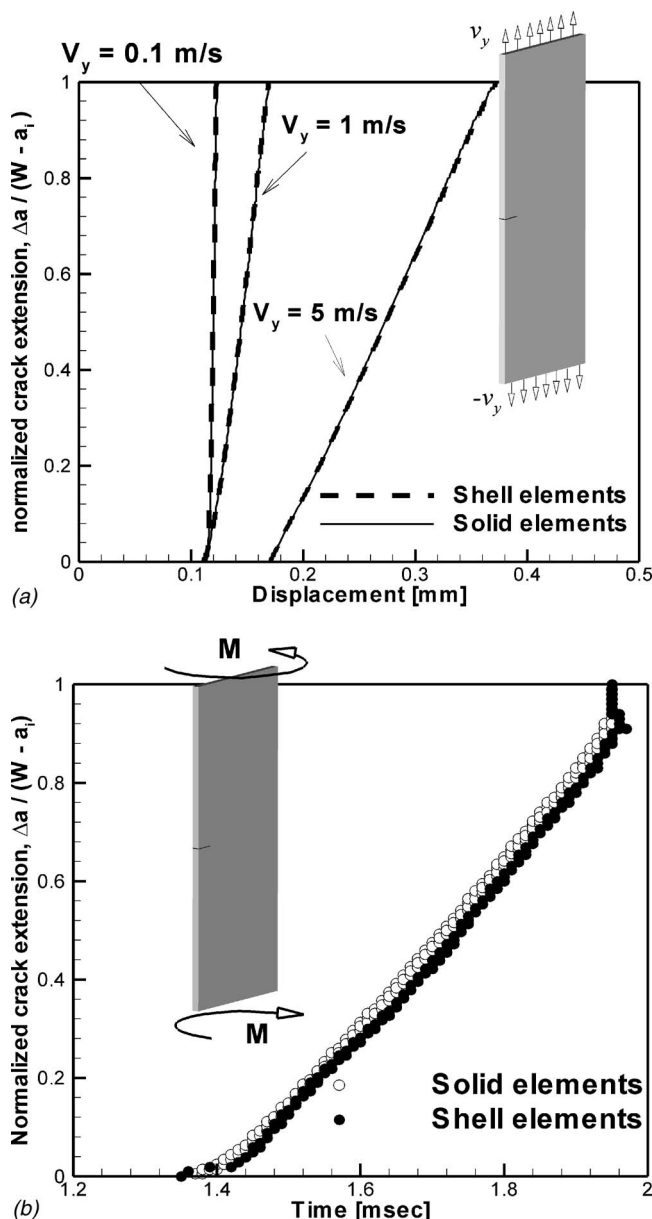 V_y = 0.1 m/s
v_y
1
V_y = 1 m/s
0.8
0.6
V_y = 5 m/s
0.4
-v_y
0.2
Shell elements
Solid elements
0
0 0.1 0.2 0.3 0.4 0.5
normalized crack extension, Δa / (W - a_i)
(a)
Displacement [mm]
M
1
0.8
0.6
0.4
M
0.2
Solid elements
Shell elements
0
1.2 1.4 1.6 1.8 2
Normalized crack extension, Δa / (W - a_i)
(b)
Time [msec]